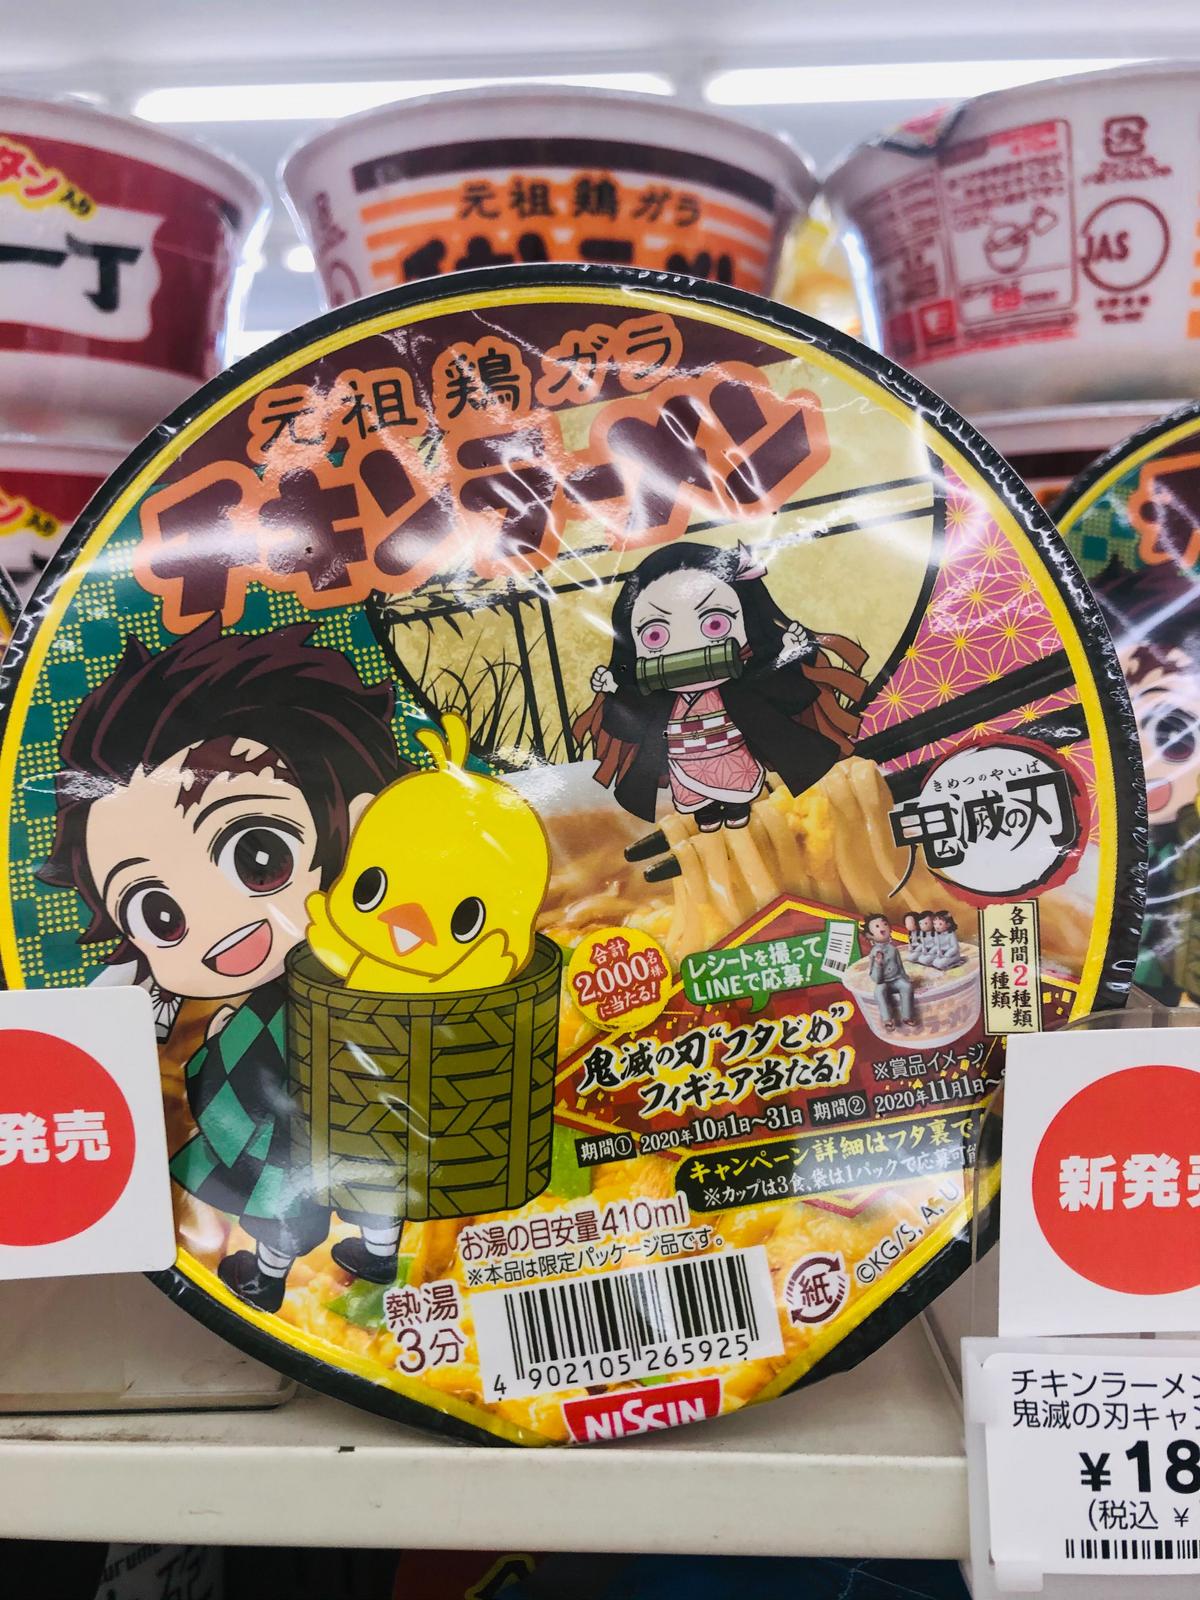 タン入り
一丁
元祖鶏ガラ
チキンラーメン
JAS
入り
元祖鶏ガラ
チキンラーメン
きめつのやいば
鬼滅の刃
各期間2種類
全4種類
合計
2,000名様
に当たる!
レシートを撮って
LINEで応募!
鬼滅の刃“フタどめ”
フィギュア当たる!
※賞品イメージ
期間① 2020年10月1日〜31日 期間② 2020年11月1日〜
キャンペーン詳細はフタ裏で
※カップは3食、袋は1パックで応募可能
お湯の目安量410ml
※本品は限定パッケージ品です。
熱湯
3分
4 902105 265925
紙
©KG/S,A,U
NISSIN
発売
新発売
チキンラーメン
鬼滅の刃キャン
¥18
(税込 ¥